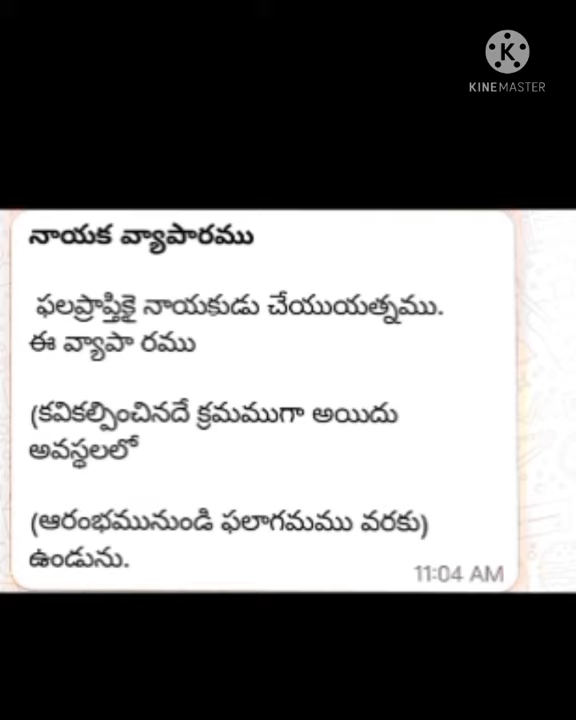 K
KINEMASTER
నాయక వ్యాపారము
ఫలప్రాప్తికై నాయకుడు చేయుయత్నము.
ఈ వ్యాపా రము
(కవికల్పించినదే క్రమముగా అయిదు
అవస్థలలో
(ఆరంభమునుండి ఫలాగమము వరకు)
ఉండును.
11:04 AM